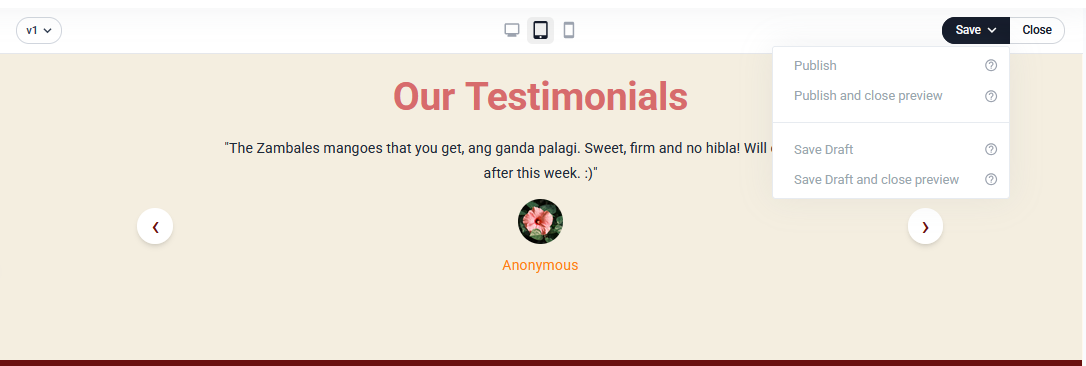 v1
Save
Close
Publish
Publish and close preview
Save Draft
Save Draft and close preview
Our Testimonials
"The Zambales mangoes that you get, ang ganda palagi. Sweet, firm and no hibla! Will
after this week. :)"
Anonymous